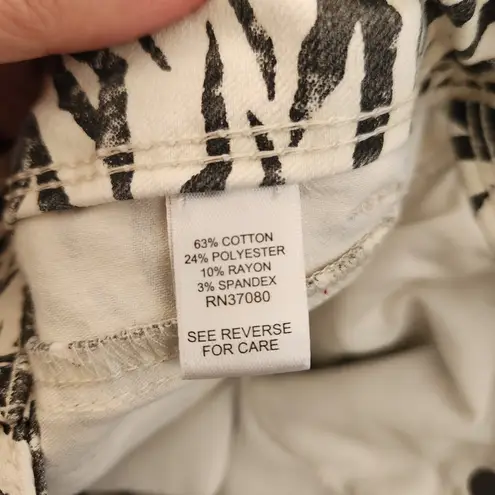 63% COTTON
24% POLYESTER
10% RAYON
3% SPANDEX
RN37080
SEE REVERSE
FOR CARE